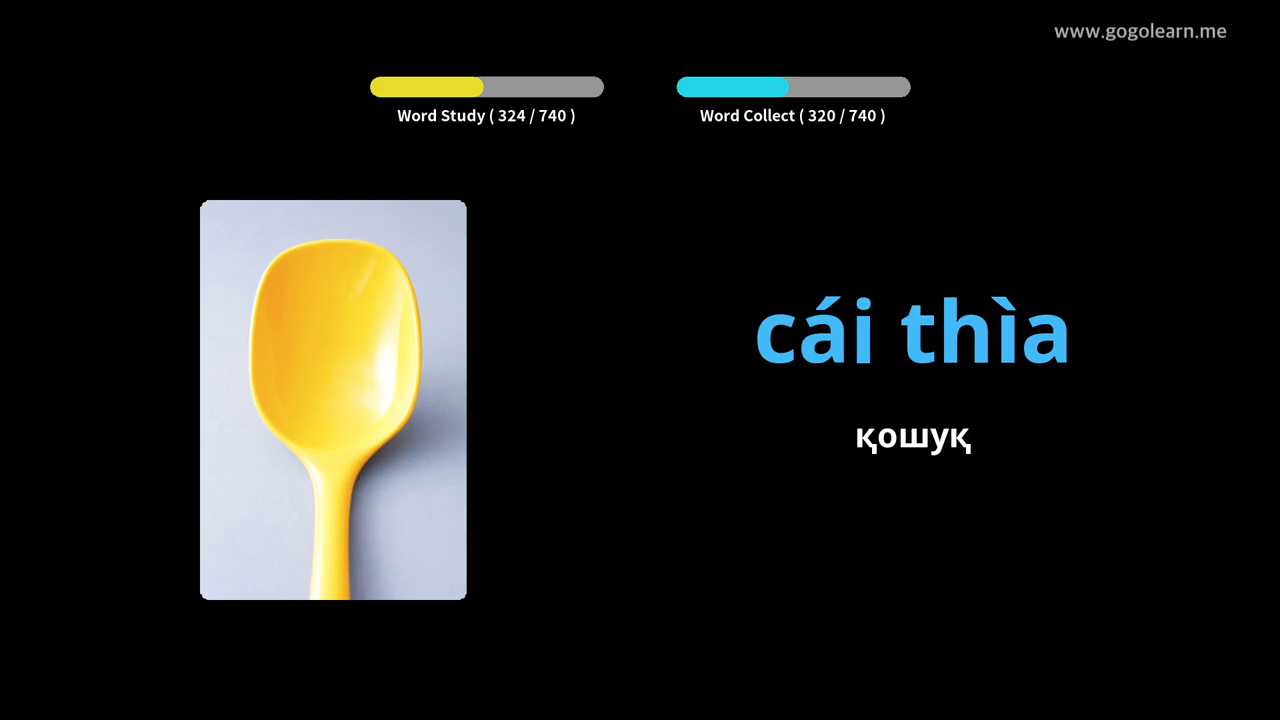 www.gogolearn.me
Word Study ( 324 / 740 )
Word Collect ( 320 / 740 )
cái thìa
қошуқ